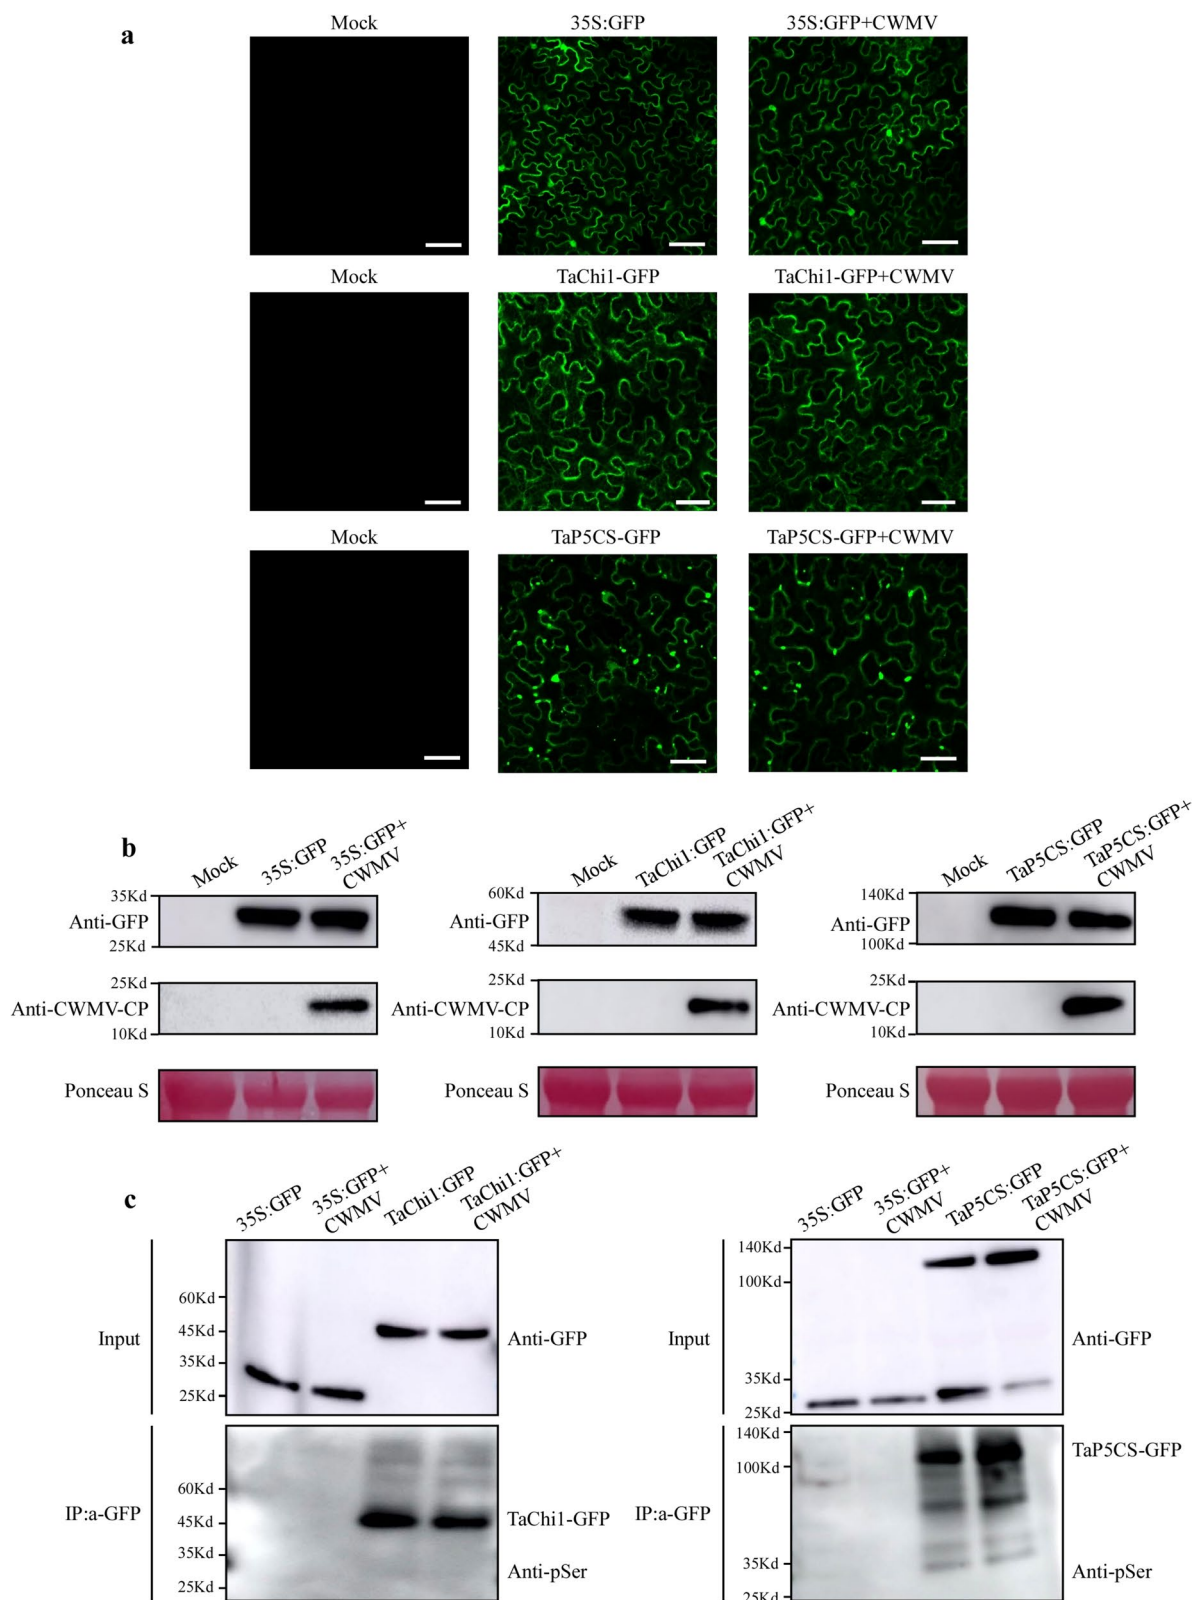 a
Mock 35S:GFP 35S:GFP+CWMV
Mock TaChi1-GFP TaChi1-GFP+CWMV
Mock TaP5CS-GFP TaP5CS-GFP+CWMV
b
Mock 35S:GFP 35S:GFP+
CWMV
35Kd
Anti-GFP
25Kd
25Kd
Anti-CWMV-CP
10Kd
Ponceau S
Mock TaChi1:GFP TaChi1:GFP+
CWMV
60Kd
Anti-GFP
45Kd
25Kd
Anti-CWMV-CP
10Kd
Ponceau S
Mock TaP5CS:GFP TaP5CS:GFP+
CWMV
140Kd
Anti-GFP
100Kd
25Kd
Anti-CWMV-CP
10Kd
Ponceau S
c
35S:GFP 35S:GFP+
CWMV
TaChi1:GFP TaChi1:GFP+
CWMV
Input
60Kd
45Kd
35Kd
25Kd
Anti-GFP
IP:a-GFP
60Kd
45Kd
35Kd
25Kd
TaChi1-GFP
Anti-pSer
35S:GFP 35S:GFP+
CWMV
TaP5CS:GFP TaP5CS:GFP+
CWMV
Input
140Kd
100Kd
35Kd
25Kd
Anti-GFP
IP:a-GFP
140Kd
100Kd
35Kd
25Kd
TaP5CS-GFP
Anti-pSer